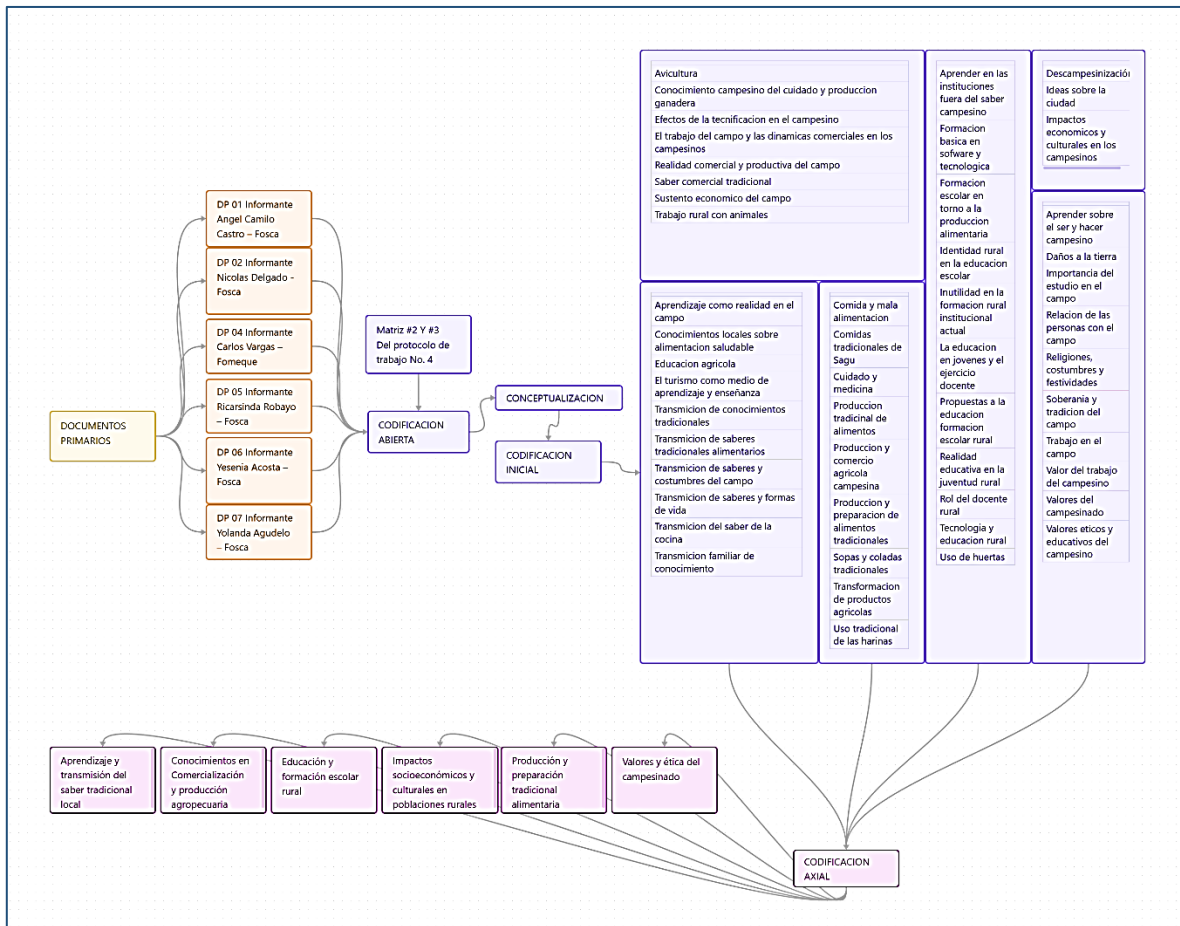 DOCUMENTOS
PRIMARIOS
DP 01 Informante
Angel Camilo
Castro – Fosca
DP 02 Informante
Nicolas Delgado -
Fosca
DP 04 Informante
Carlos Vargas –
Fomeque
DP 05 Informante
Ricarsinda Robayo
– Fosca
DP 06 Informante
Yesenia Acosta –
Fosca
DP 07 Informante
Yolanda Agudelo
– Fosca
Matriz #2 Y #3
Del protocolo de
trabajo No. 4
CODIFICACION
ABIERTA
CONCEPTUALIZACION
CODIFICACION
INICIAL
Avicultura
Conocimiento campesino del cuidado y produccion
ganadera
Efectos de la tecnificacion en el campesino
El trabajo del campo y las dinamicas comerciales en los
campesinos
Realidad comercial y productiva del campo
Saber comercial tradicional
Sustento economico del campo
Trabajo rural con animales
Aprendizaje como realidad en el
campo
Conocimientos locales sobre
alimentacion saludable
Educacion agricola
El turismo como medio de
aprendizaje y enseñanza
Transmicion de conocimientos
tradicionales
Transmicion de saberes
tradicionales alimentarios
Transmicion de saberes y
costumbres del campo
Transmicion de saberes y formas
de vida
Transmicion del saber de la
cocina
Transmicion familiar de
conocimiento
Comida y mala
alimentacion
Comidas
tradicionales de
Sagu
Cuidado y
medicina
Produccion
tradicinal de
alimentos
Produccion y
comercio
agricola
campesina
Produccion y
preparacion de
alimentos
tradicionales
Sopas y coladas
tradicionales
Transformacion
de productos
agricolas
Uso tradicional
de las harinas
Aprender en las
instituciones
fuera del saber
campesino
Formacion
basica en
sofware y
tecnologica
Formacion
escolar en
torno a la
produccion
alimentaria
Identidad rural
en la educacion
escolar
Inutilidad en la
formacion rural
institucional
actual
La educacion
en jovenes y el
ejercicio
docente
Propuestas a la
educacion
formacion
escolar rural
Realidad
educativa en la
juventud rural
Rol del docente
rural
Tecnologia y
educacion rural
Uso de huertas
Descampesinización
Ideas sobre la
ciudad
Impactos
economicos y
culturales en los
campesinos
Aprender sobre
el ser y hacer
campesino
Daños a la tierra
Importancia del
estudio en el
campo
Relacion de las
personas con el
campo
Religiones,
costumbres y
festividades
Soberania y
tradicion del
campo
Trabajo en el
campo
Valor del trabajo
del campesino
Valores del
campesinado
Valores eticos y
educativos del
campesino
Aprendizaje y
transmisión del
saber tradicional
local
Conocimientos en
Comercialización
y producción
agropecuaria
Educación y
formación escolar
rural
Impactos
socioeconómicos y
culturales en
poblaciones rurales
Producción y
preparación
tradicional
alimentaria
Valores y ética del
campesinado
CODIFICACION
AXIAL